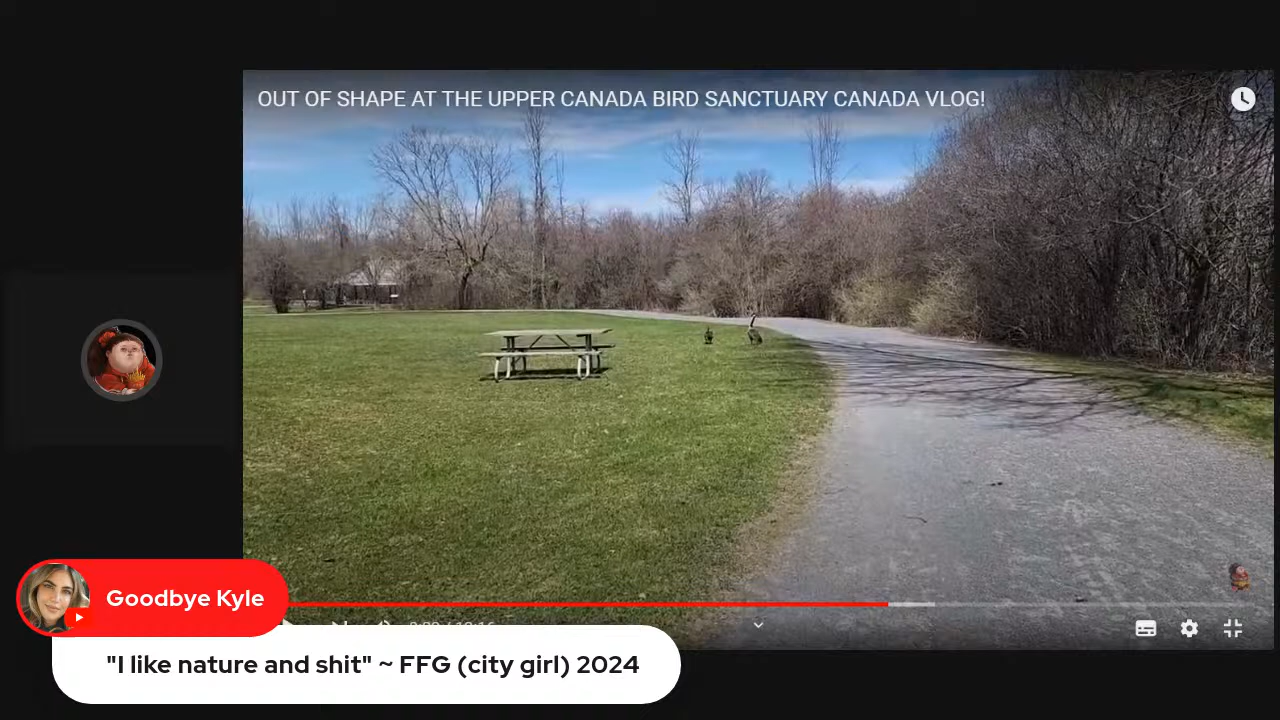 OUT OF SHAPE AT THE UPPER CANADA BIRD SANCTUARY CANADA VLOG!
Goodbye Kyle
"I like nature and shit" ~ FFG (city girl) 2024